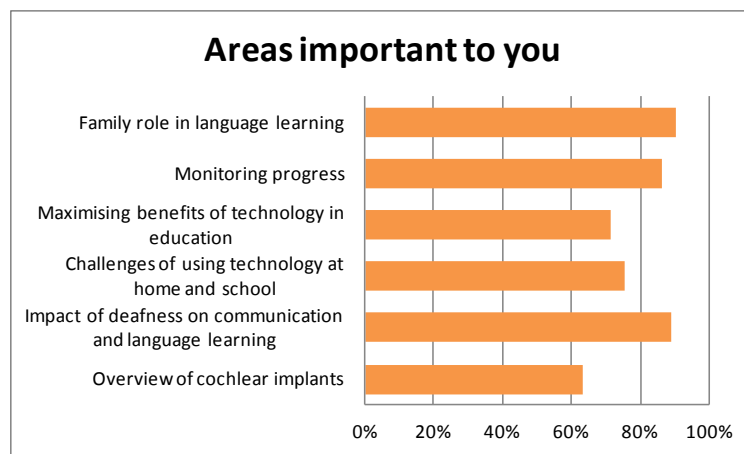 Areas important to you
Family role in language learning
Monitoring progress
Maximising benefits of technology in
education
Challenges of using technology at
home and school
Impact of deafness on communication
and language learning
Overview of cochlear implants
0% 20% 40% 60% 80% 100%